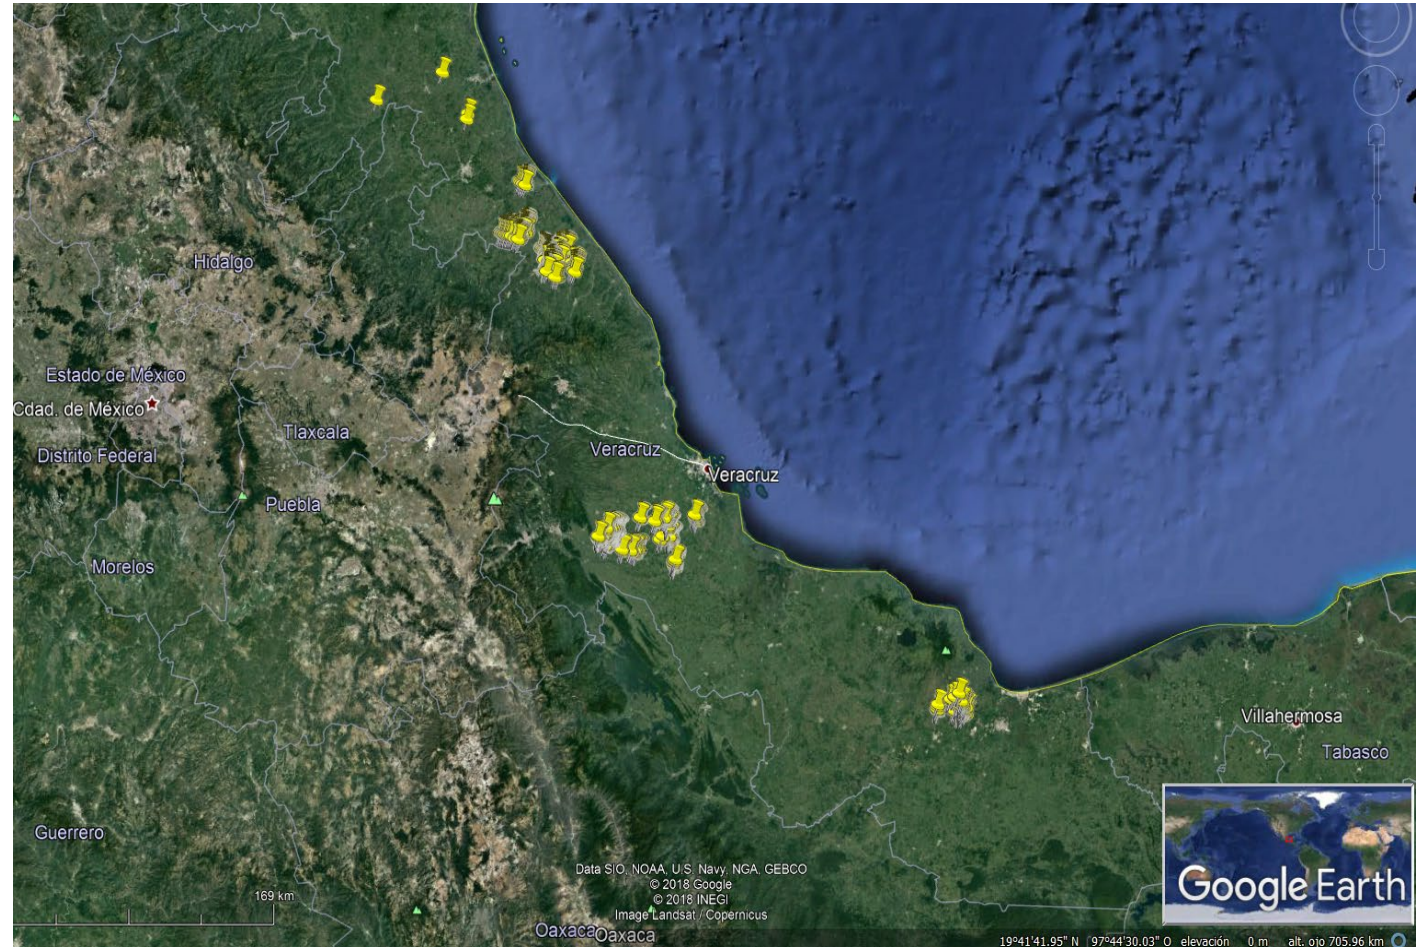 Hidalgo
Estado de México
Cdad. de México
Tlaxcala
Distrito Federal
Veracruz
Veracruz
Puebla
Morelos
Villahermosa
Tabasco
Guerrero
169 km
Data SIO, NOAA, U.S. Navy, NGA, GEBCO
© 2018 Google
© 2018 INEGI
Image Landsat / Copernicus
Oaxaca
Oaxaca
Google Earth
19°41'41.95" N 97°44'30.03" O elevación 0 m alt. ojo 705.96 km